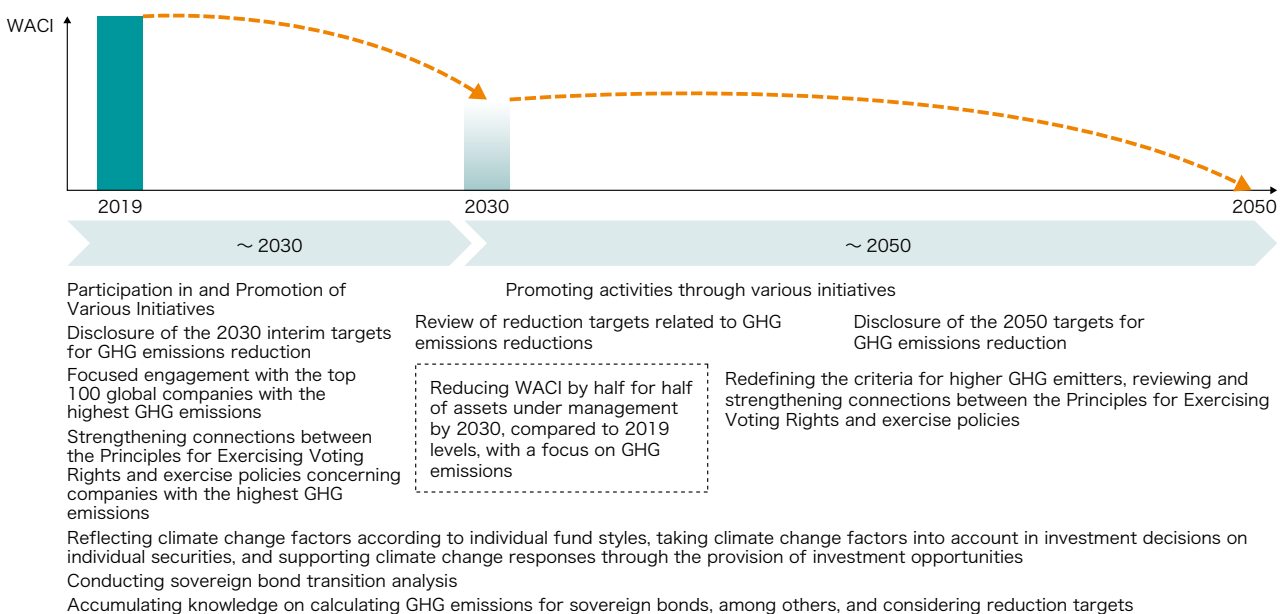 WACI
2019
2030
2050
～ 2030
～ 2050
Participation in and Promotion of
Various Initiatives
Disclosure of the 2030 interim targets
for GHG emissions reduction
Focused engagement with the top
100 global companies with the
highest GHG emissions
Strengthening connections between
the Principles for Exercising Voting
Rights and exercise policies concerning
companies with the highest GHG
emissions
Promoting activities through various initiatives
Review of reduction targets related to GHG
emissions reductions
Disclosure of the 2050 targets for
GHG emissions reduction
Reducing WACI by half for half
of assets under management
by 2030, compared to 2019
levels, with a focus on GHG
emissions
Redefining the criteria for higher GHG emitters, reviewing and
strengthening connections between the Principles for Exercising
Voting Rights and exercise policies
Reflecting climate change factors according to individual fund styles, taking climate change factors into account in investment decisions on
individual securities, and supporting climate change responses through the provision of investment opportunities
Conducting sovereign bond transition analysis
Accumulating knowledge on calculating GHG emissions for sovereign bonds, among others, and considering reduction targets